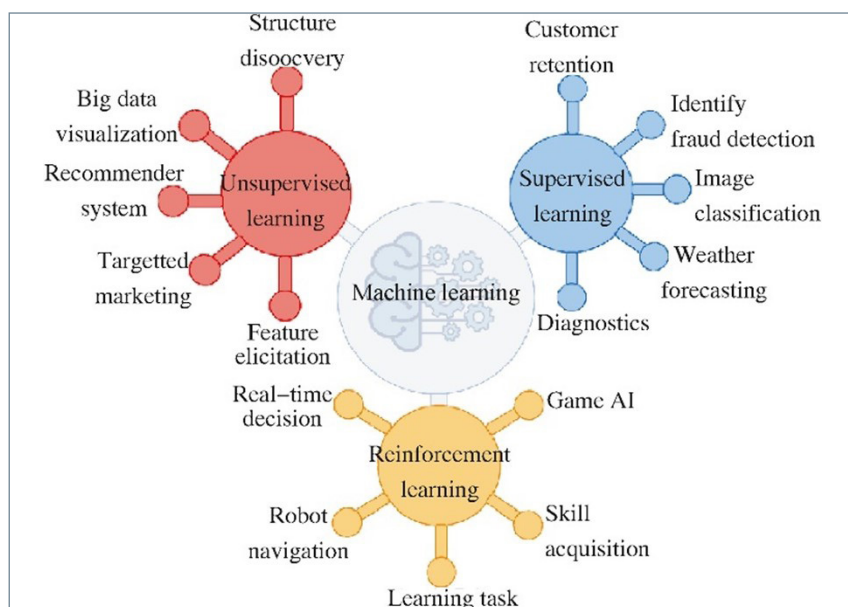 Structure
disoocvery
Big data
visualization
Recommender
system
Targetted
marketing
Feature
elicitation
Unsupervised
learning
Customer
retention
Identify
fraud detection
Image
classification
Weather
forecasting
Diagnostics
Supervised
learning
Machine learning
Real-time
decision
Game AI
Reinforcement
learning
Robot
navigation
Skill
acquisition
Learning task